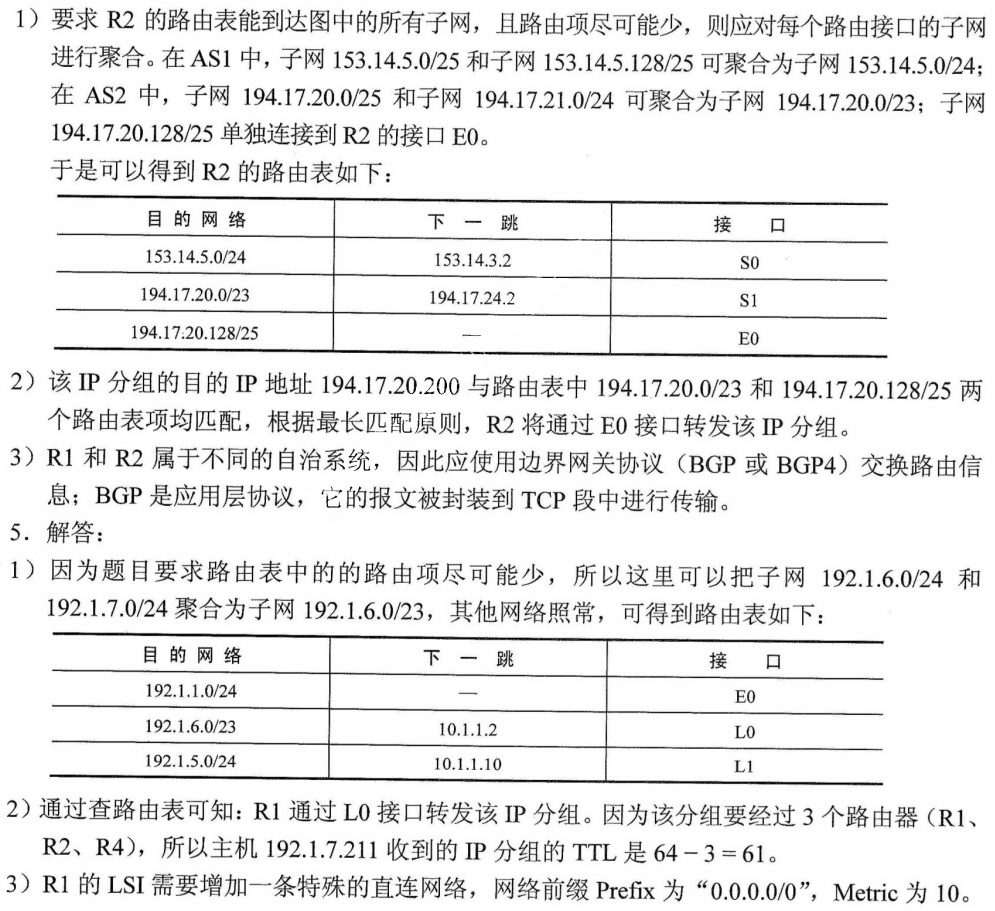 1）要求 R2 的路由表能到达图中的所有子网，且路由项尽可能少，则应对每个路由接口的子网
进行聚合。在 AS1 中，子网 153.14.5.0/25 和子网 153.14.5.128/25 可聚合为子网 153.14.5.0/24；
在 AS2 中，子网 194.17.20.0/25 和子网 194.17.21.0/24 可聚合为子网 194.17.20.0/23；子网
194.17.20.128/25 单独连接到 R2 的接口 E0。
于是可以得到 R2 的路由表如下：
目的网络 下一跳 接口
153.14.5.0/24 153.14.3.2 S0
194.17.20.0/23 194.17.24.2 S1
194.17.20.128/25 — E0
2）该 IP 分组的目的 IP 地址 194.17.20.200 与路由表中 194.17.20.0/23 和 194.17.20.128/25 两
个路由表项均匹配，根据最长匹配原则，R2 将通过 E0 接口转发该 IP 分组。
3）R1 和 R2 属于不同的自治系统，因此应使用边界网关协议（BGP 或 BGP4）交换路由信
息；BGP 是应用层协议，它的报文被封装到 TCP 段中进行传输。
5．解答：
1）因为题目要求路由表中的的路由项尽可能少，所以这里可以把子网 192.1.6.0/24 和
192.1.7.0/24 聚合为子网 192.1.6.0/23，其他网络照常，可得到路由表如下：
目的网络 下一跳 接口
192.1.1.0/24 — E0
192.1.6.0/23 10.1.1.2 L0
192.1.5.0/24 10.1.1.10 L1
2）通过查路由表可知：R1 通过 L0 接口转发该 IP 分组。因为该分组要经过 3 个路由器（R1、
R2、R4），所以主机 192.1.7.211 收到的 IP 分组的 TTL 是 64－3＝61。
3）R1 的 LSI 需要增加一条特殊的直连网络，网络前缀 Prefix 为“0.0.0.0/0”，Metric 为 10。